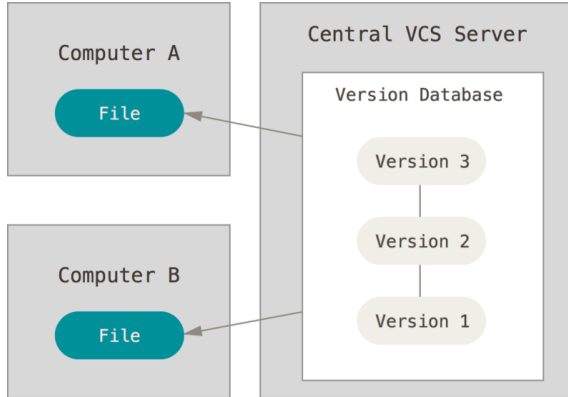 Computer A
File
Computer B
File
Central VCS Server
Version Database
Version 3
Version 2
Version 1